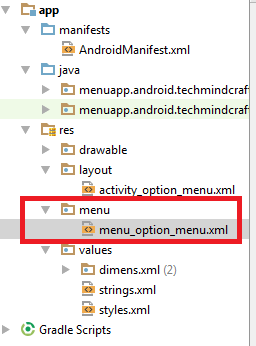 app
manifests
AndroidManifest.xml
java
menuapp.android.techmindcraf
menuapp.android.techmindcraf
res
drawable
layout
activity_option_menu.xml
menu
menu_option_menu.xml
values
dimens.xml (2)
strings.xml
styles.xml
Gradle Scripts